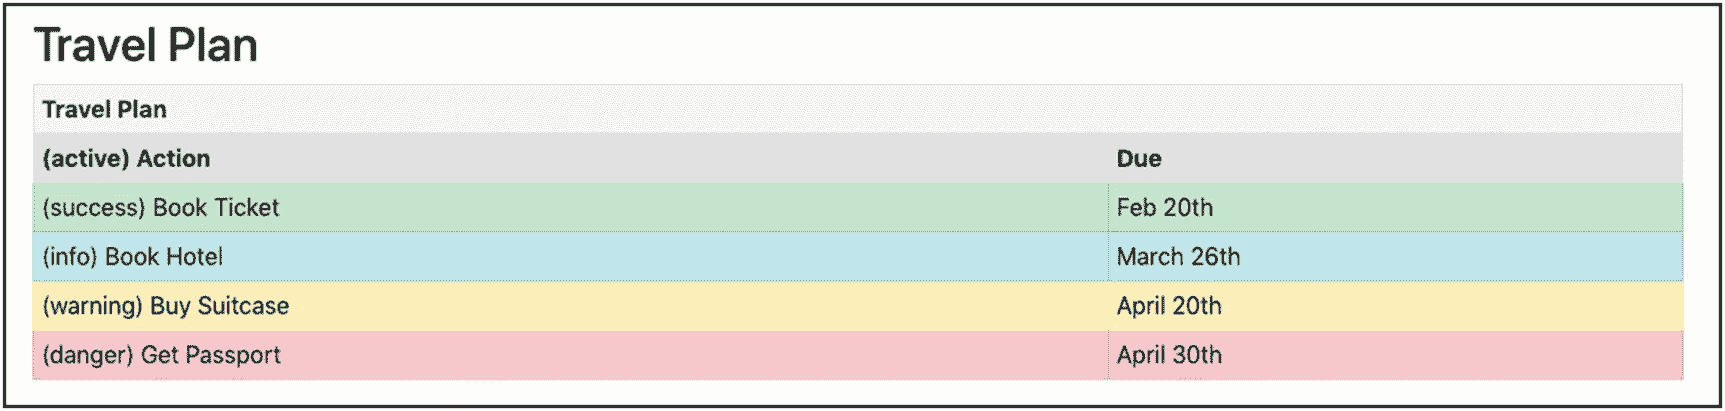 Travel Plan
Travel Plan
(active) Action Due
(success) Book Ticket Feb 20th
(info) Book Hotel March 26th
(warning) Buy Suitcase April 20th
(danger) Get Passport April 30th